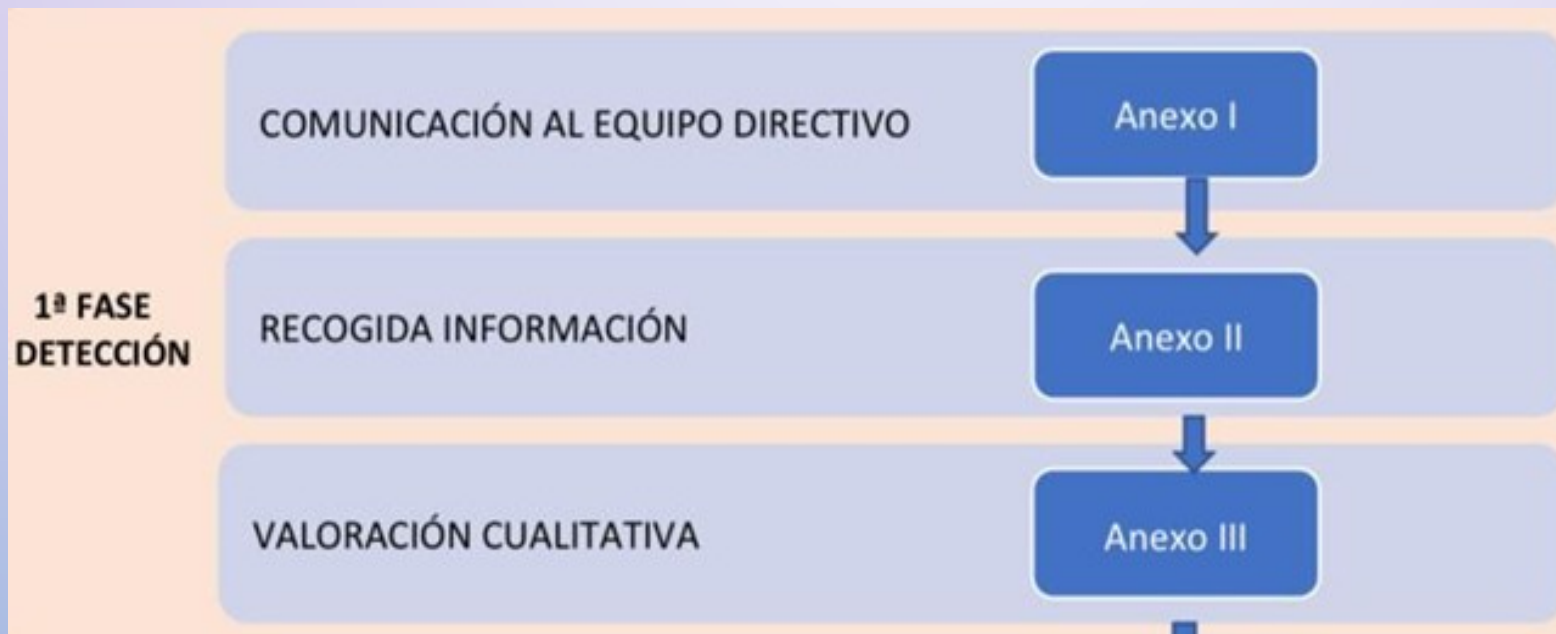 COMUNICACIÓN AL EQUIPO DIRECTIVO
Anexo I
1ª FASE
DETECCIÓN
RECOGIDA INFORMACIÓN
Anexo II
VALORACIÓN CUALITATIVA
Anexo III